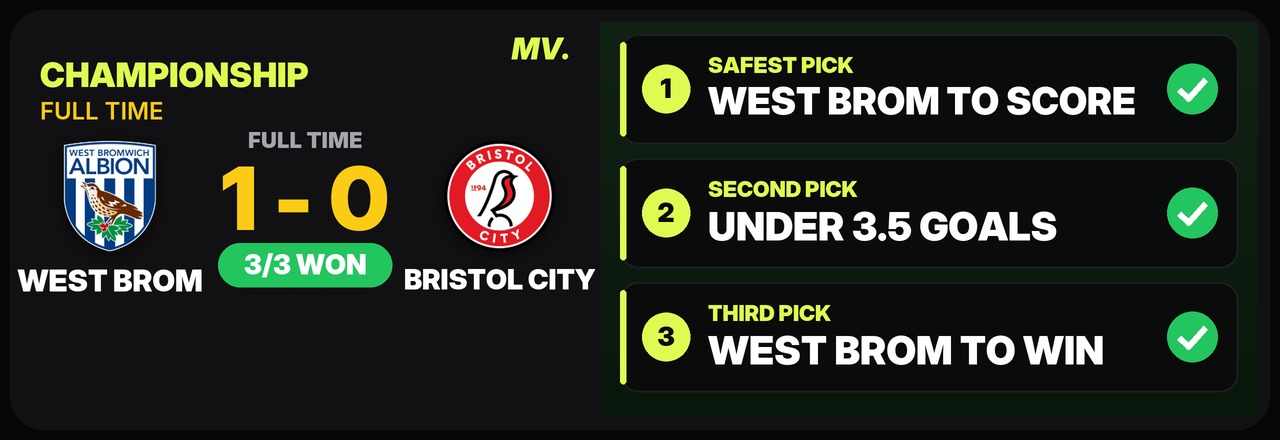 MV.
CHAMPIONSHIP
FULL TIME
FULL TIME
1 - 0
3/3 WON
WEST BROMWICH
ALBION
WEST BROM
BRISTOL
1894
CITY
BRISTOL CITY
1
SAFEST PICK
WEST BROM TO SCORE
2
SECOND PICK
UNDER 3.5 GOALS
3
THIRD PICK
WEST BROM TO WIN